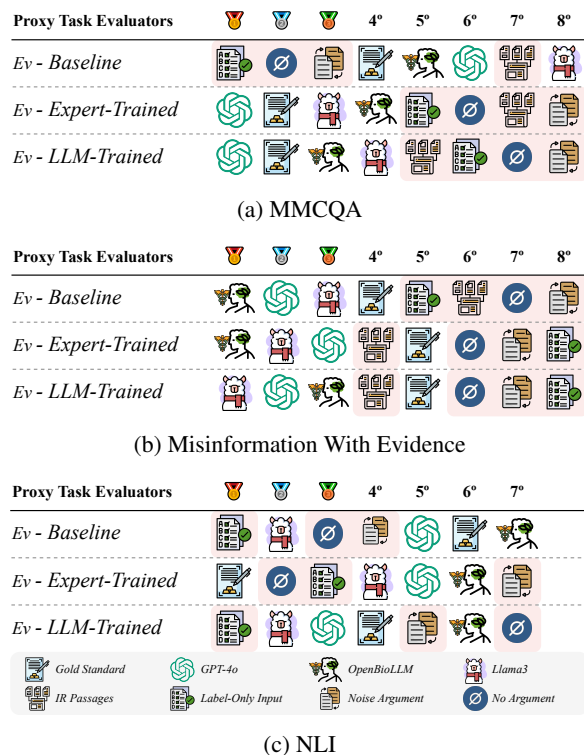 Proxy Task Evaluators 4º 5º 6º 7º 8º
Ev - Baseline
Ev - Expert-Trained
Ev - LLM-Trained
(a) MMCQA
Proxy Task Evaluators 4º 5º 6º 7º 8º
Ev - Baseline
Ev - Expert-Trained
Ev - LLM-Trained
(b) Misinformation With Evidence
Proxy Task Evaluators 4º 5º 6º 7º
Ev - Baseline
Ev - Expert-Trained
Ev - LLM-Trained
Gold Standard GPT-4o OpenBioLLM Llama3
IR Passages Label-Only Input Noise Argument No Argument
(c) NLI